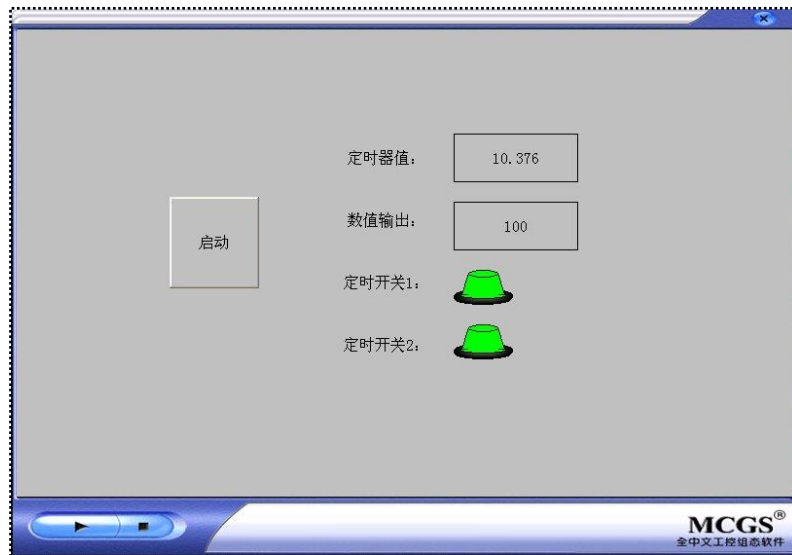 定时器值：
10.376
启动
数值输出：
100
定时开关1：
定时开关2：
MCGS®
全中文工控组态软件